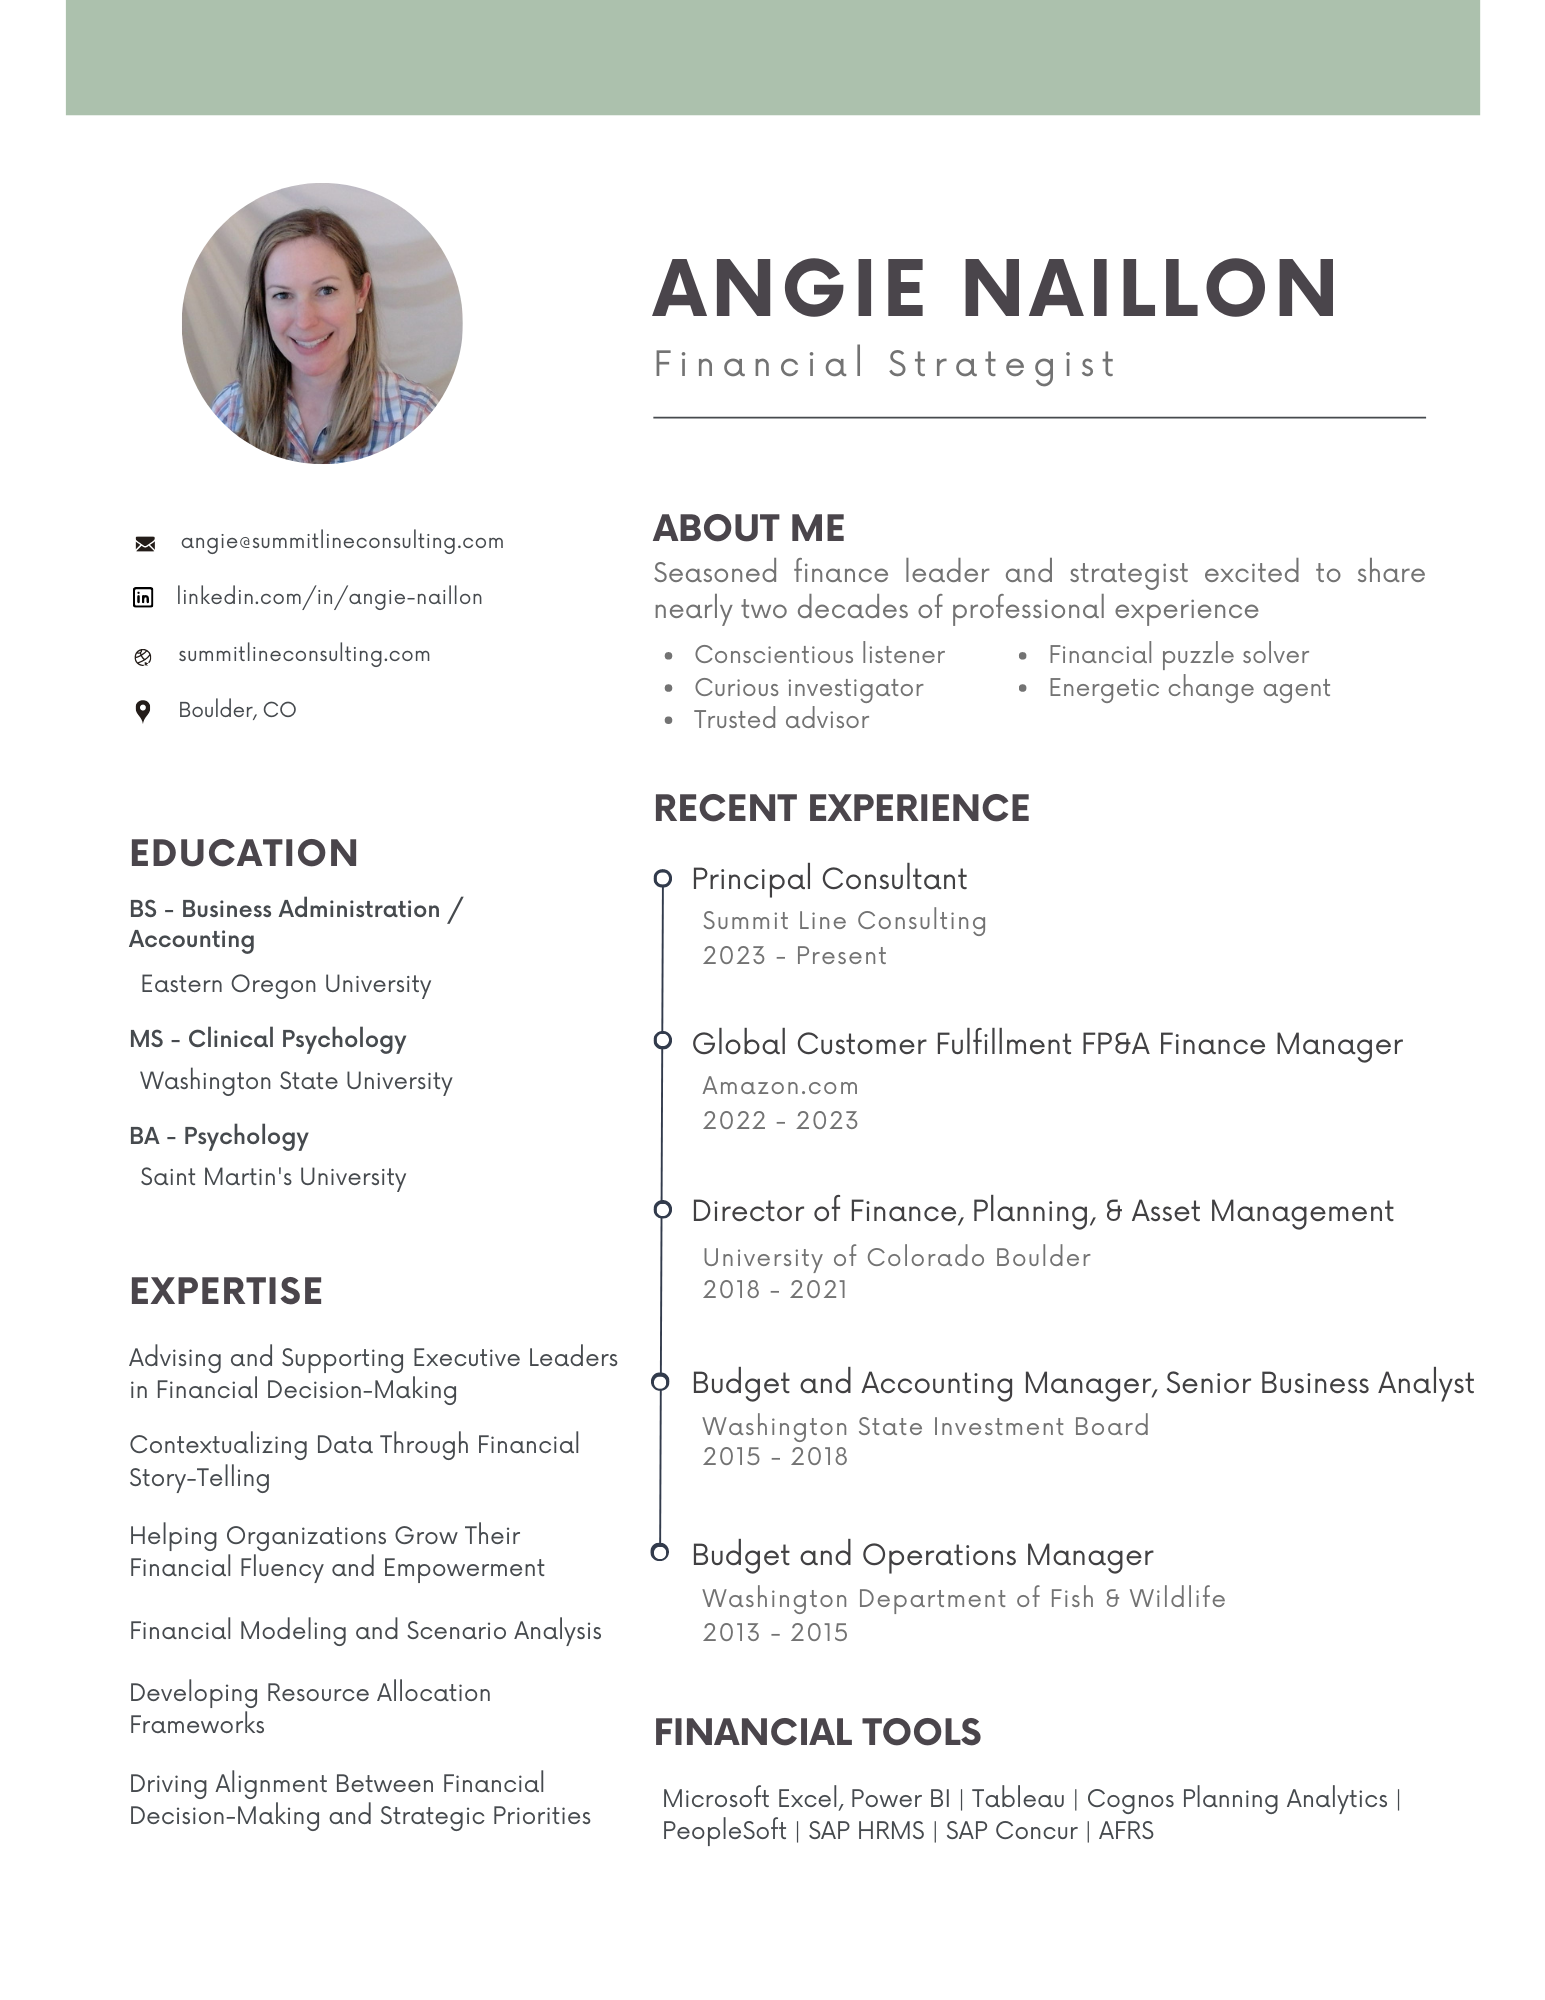 ANGIE NAILLON
Financial Strategist
angie@summitlineconsulting.com
linkedin.com/in/angie-naillon
summitlineconsulting.com
Boulder, CO
EDUCATION
BS - Business Administration /
Accounting
Eastern Oregon University
MS - Clinical Psychology
Washington State University
BA - Psychology
Saint Martin's University
EXPERTISE
Advising and Supporting Executive Leaders
in Financial Decision-Making
Contextualizing Data Through Financial
Story-Telling
Helping Organizations Grow Their
Financial Fluency and Empowerment
Financial Modeling and Scenario Analysis
Developing Resource Allocation
Frameworks
Driving Alignment Between Financial
Decision-Making and Strategic Priorities
ABOUT ME
Seasoned finance leader and strategist excited to share
nearly two decades of professional experience
• Conscientious listener
• Curious investigator
• Trusted advisor
• Financial puzzle solver
• Energetic change agent
RECENT EXPERIENCE
Principal Consultant
Summit Line Consulting
2023 - Present
Global Customer Fulfillment FP&A Finance Manager
Amazon.com
2022 - 2023
Director of Finance, Planning, & Asset Management
University of Colorado Boulder
2018 - 2021
Budget and Accounting Manager, Senior Business Analyst
Washington State Investment Board
2015 - 2018
Budget and Operations Manager
Washington Department of Fish & Wildlife
2013 - 2015
FINANCIAL TOOLS
Microsoft Excel, Power BI | Tableau | Cognos Planning Analytics |
PeopleSoft | SAP HRMS | SAP Concur | AFRS